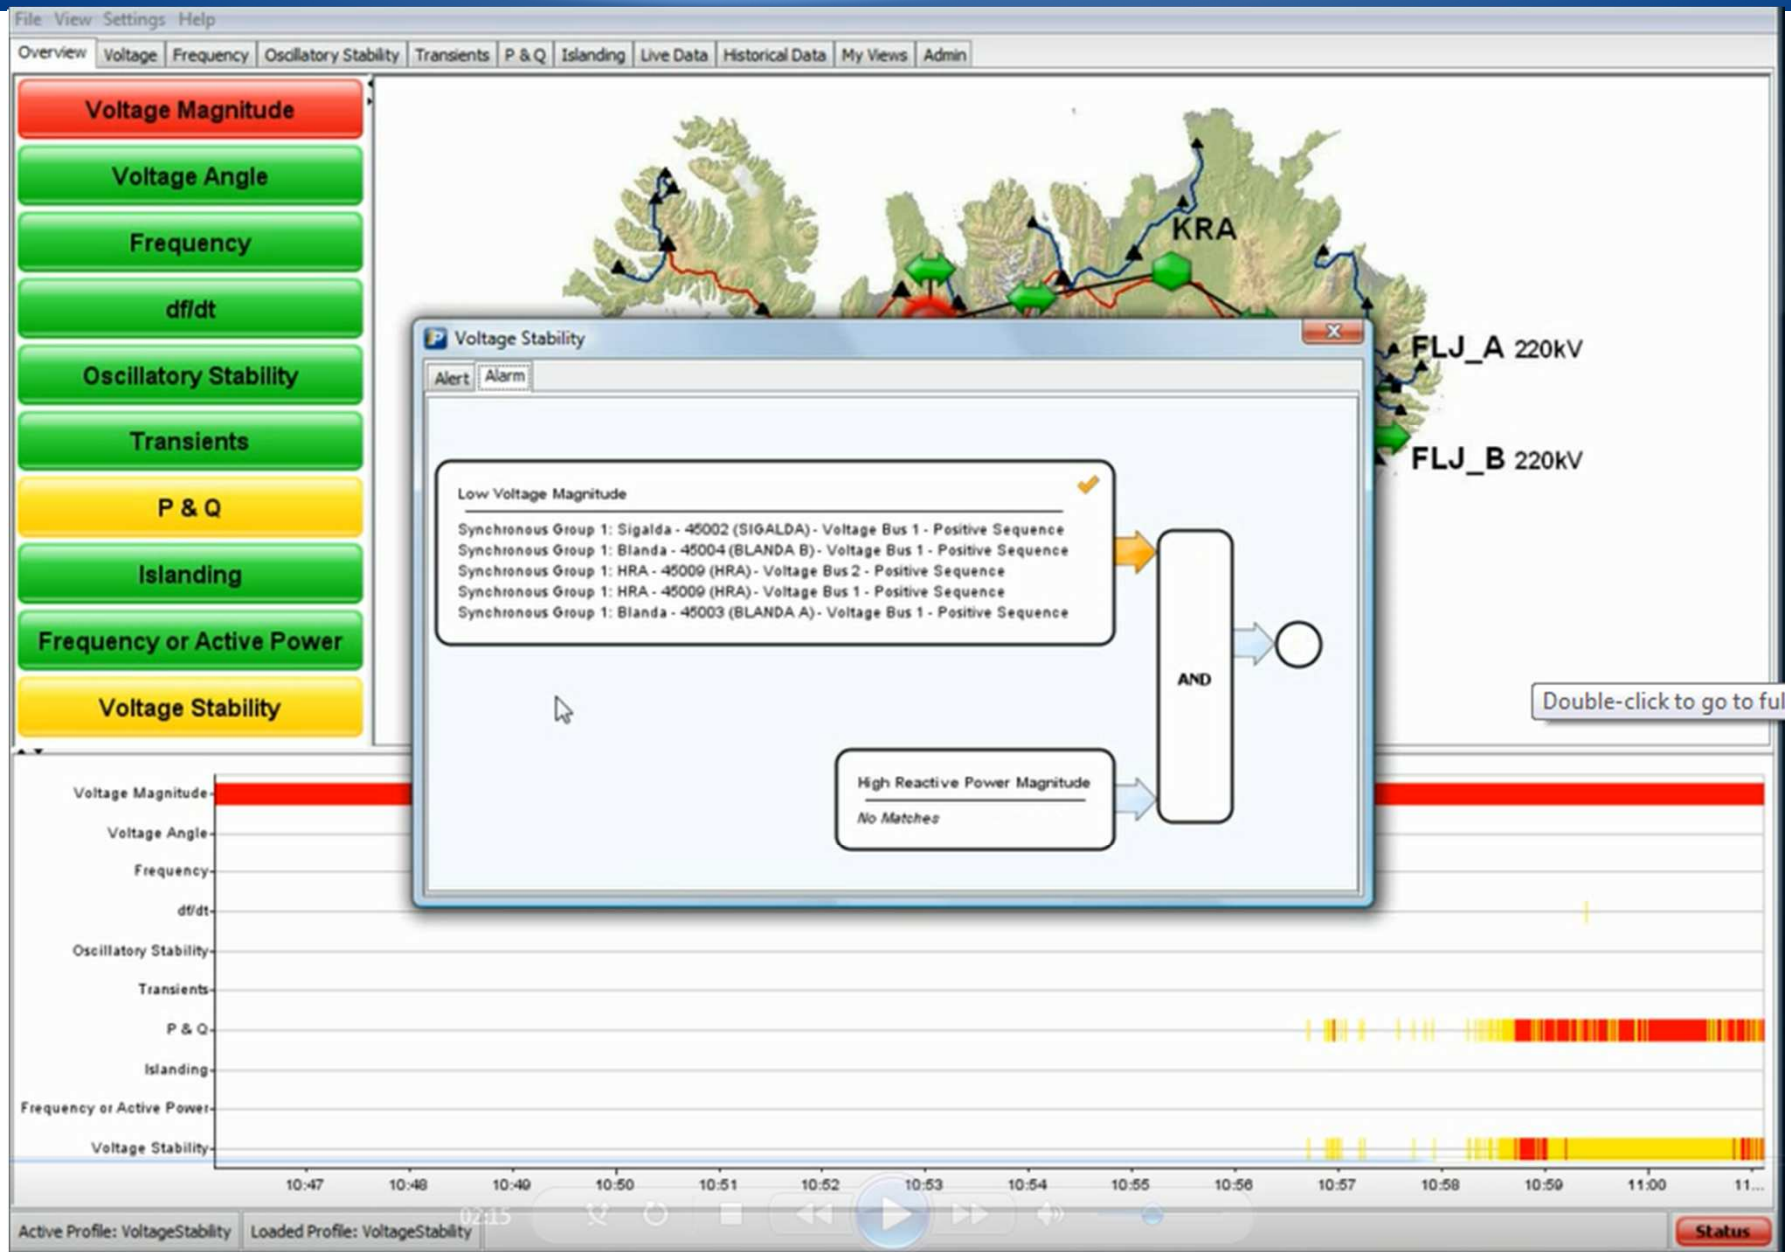 File View Settings Help
Overview Voltage Frequency Oscillatory Stability Transients P & Q Islanding Live Data Historical Data My Views Admin
Voltage Magnitude
Voltage Angle
Frequency
df/dt
Oscillatory Stability
Transients
P & Q
Islanding
Frequency or Active Power
Voltage Stability
KRA
FLJ_A 220kV
FLJ_B 220kV
Voltage Stability
Alert Alarm
Low Voltage Magnitude
Synchronous Group 1: Sigalda - 45002 (SIGALDA) - Voltage Bus 1 - Positive Sequence
Synchronous Group 1: Blanda - 45004 (BLANDA B) - Voltage Bus 1 - Positive Sequence
Synchronous Group 1: HRA - 45009 (HRA) - Voltage Bus 2 - Positive Sequence
Synchronous Group 1: HRA - 45009 (HRA) - Voltage Bus 1 - Positive Sequence
Synchronous Group 1: Blanda - 45003 (BLANDA A) - Voltage Bus 1 - Positive Sequence
AND
High Reactive Power Magnitude
No Matches
Double-click to go to ful
Voltage Magnitude
Voltage Angle
Frequency
df/dt
Oscillatory Stability
Transients
P & Q
Islanding
Frequency or Active Power
Voltage Stability
10:47 10:48 10:49 10:50 10:51 10:52 10:53 10:54 10:55 10:56 10:57 10:58 10:59 11:00 11...
02:15
Active Profile: VoltageStability Loaded Profile: VoltageStability Status